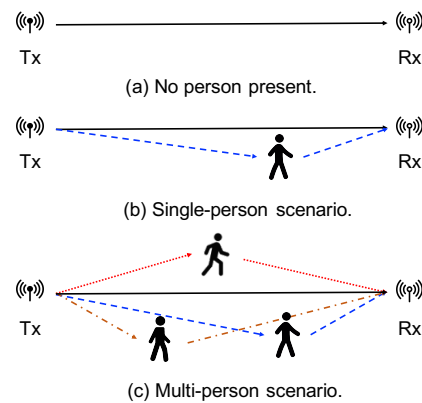 Tx Rx
(a) No person present.
Tx Rx
(b) Single-person scenario.
Tx Rx
(c) Multi-person scenario.